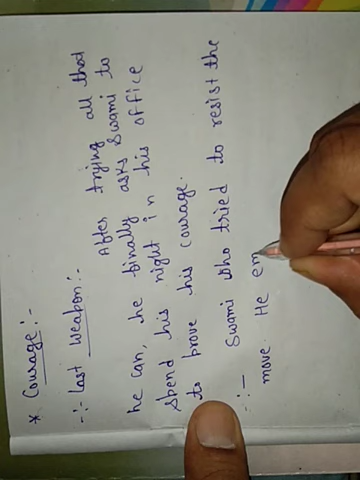 * Courage :-
-:- Last Weapon :-
After trying all that
he can, he finally asks Swami to
spend his night in his office
to prove his courage.
-:- Swami who tried to resist the
move. He em